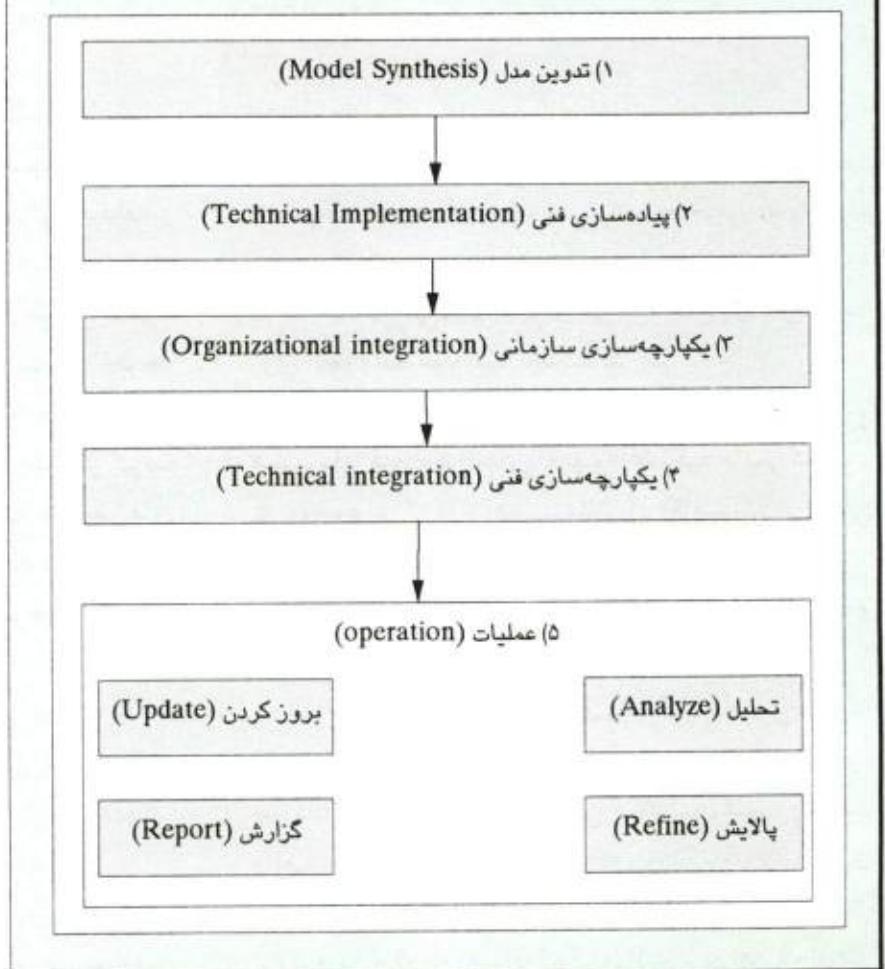 ۱) تدوین مدل (Model Synthesis)
۲) پیاده‌سازی فنی (Technical Implementation)
۳) یکپارچه‌سازی سازمانی (Organizational integration)
۴) یکپارچه‌سازی فنی (Technical integration)
۵) عملیات (operation)
تحلیل (Analyze)
بروز کردن (Update)
پالایش (Refine)
گزارش (Report)